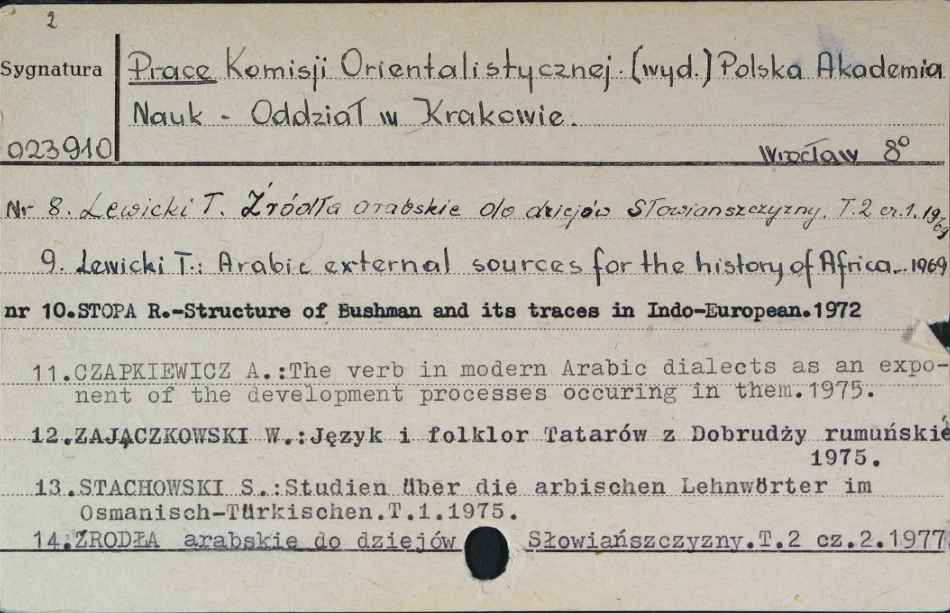 2
Sygnatura Prace Komisji Orientalistycznej. (wyd.) Polska Akademia
Nauk - Oddział w Krakowie.
023910 Wrocław 8°
Nr 8. Lewicki T. Źródła arabskie do dziejów Słowianszczyzny. T.2 cz.1. 1969
9. Lewicki T.: Arabic external sources for the history of Africa... 1969
nr 10.STOPA R.-Structure of Bushman and its traces in Indo-European.1972
11.CZAPKIEWICZ A.:The verb in modern Arabic dialects as an expo-
nent of the development processes occuring in them.1975.
12.ZAJĄCZKOWSKI W.:Język i folklor Tatarów z Dobrudży rumuńskie
1975.
13.STACHOWSKI S.:Studien über die arbischen Lehnwörter im
Osmanisch-Türkischen.T.1.1975.
14.ŹRODŁA arabskie do dziejów Słowiańszczyzny.T.2 cz.2.1977